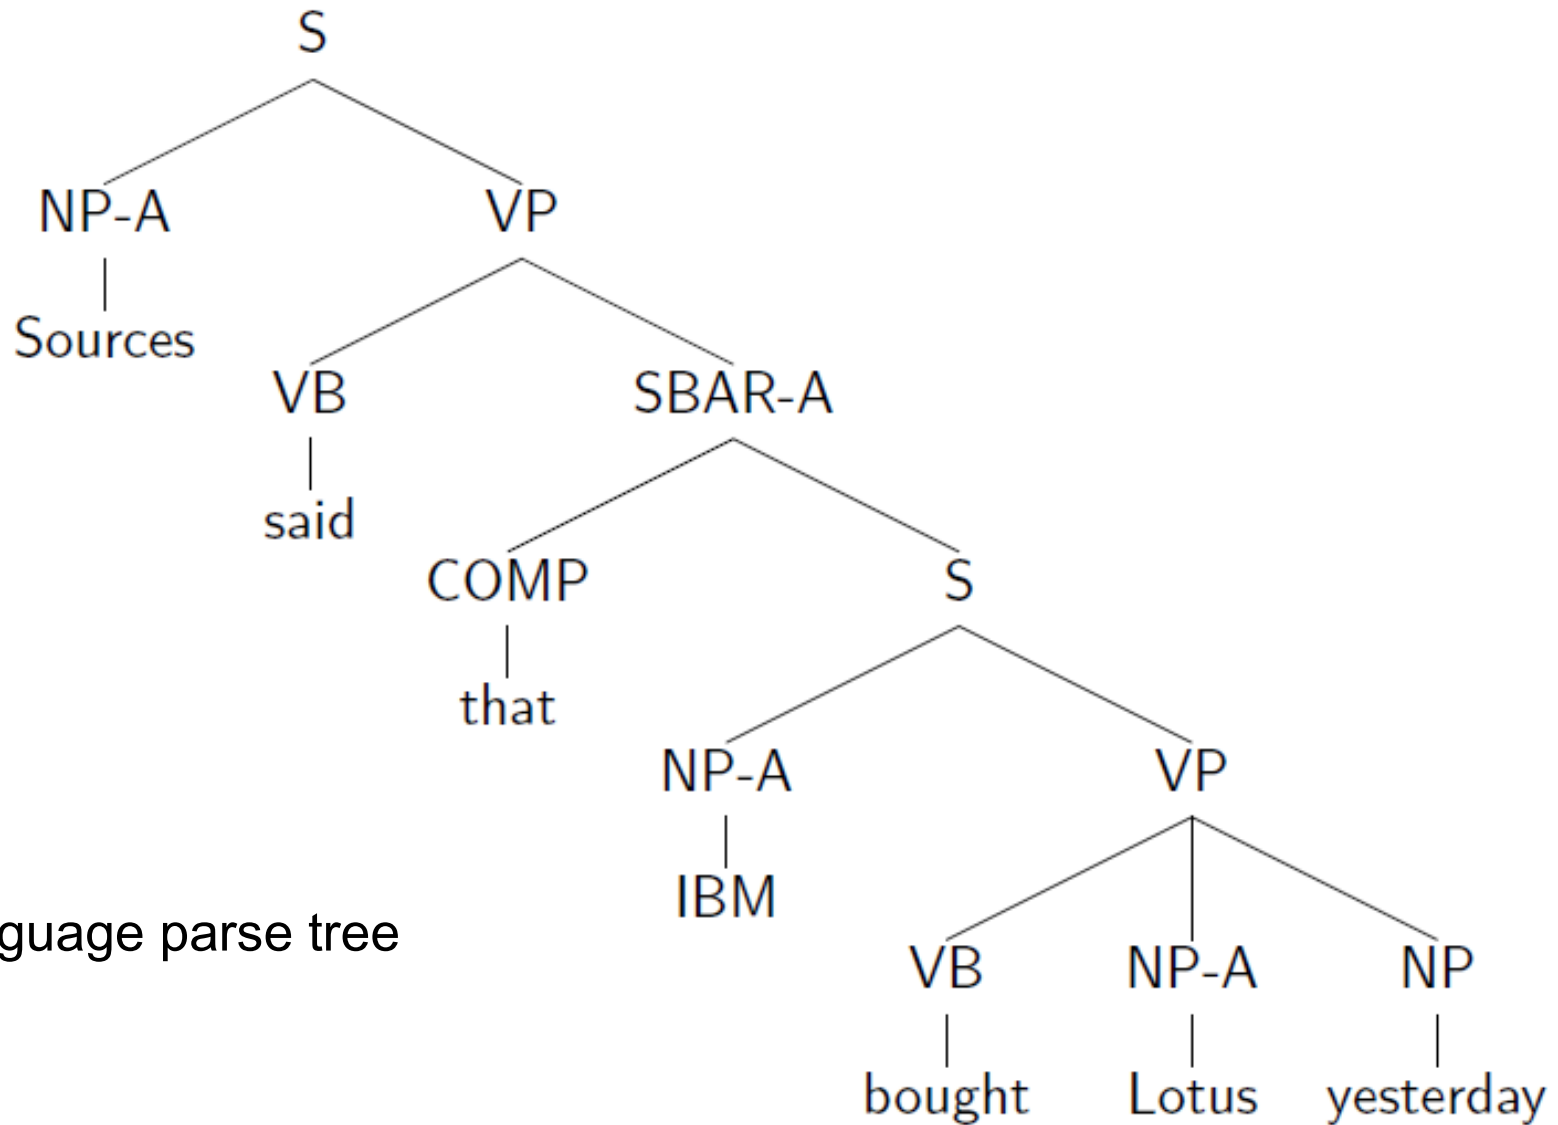 S
NP-A VP
Sources
VB SBAR-A
said
COMP S
that
NP-A VP
IBM
guage parse tree
VB NP-A NP
bought Lotus yesterday